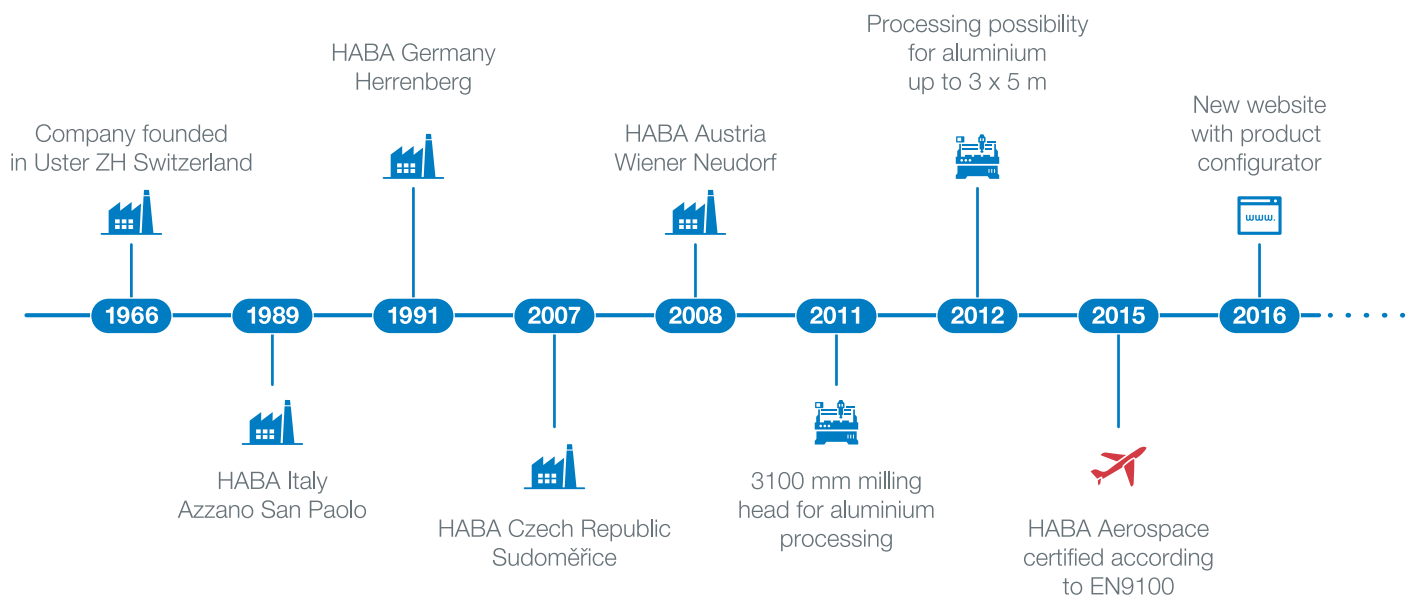 Company founded
in Uster ZH Switzerland
1966
1989
HABA Italy
Azzano San Paolo
HABA Germany
Herrenberg
1991
2007
HABA Czech Republic
Sudoměřice
HABA Austria
Wiener Neudorf
2008
2011
3100 mm milling
head for aluminium
processing
Processing possibility
for aluminium
up to 3 x 5 m
2012
2015
HABA Aerospace
certified according
to EN9100
New website
with product
configurator
www.
2016